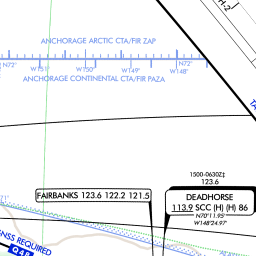 H-2
ANCHORAGE ARCTIC CTA/FIR ZAP
N72°
W151°
W150°
W149°
N72°
W148°
ANCHORAGE CONTINENTAL CTA/FIR PAZA
1500-0630Z‡
123.6
FAIRBANKS 123.6 122.2 121.5
DEADHORSE
113.9 SCC (H) (H) 86
N70°11.95'
W148°24.97'
GNSS REQUIRED